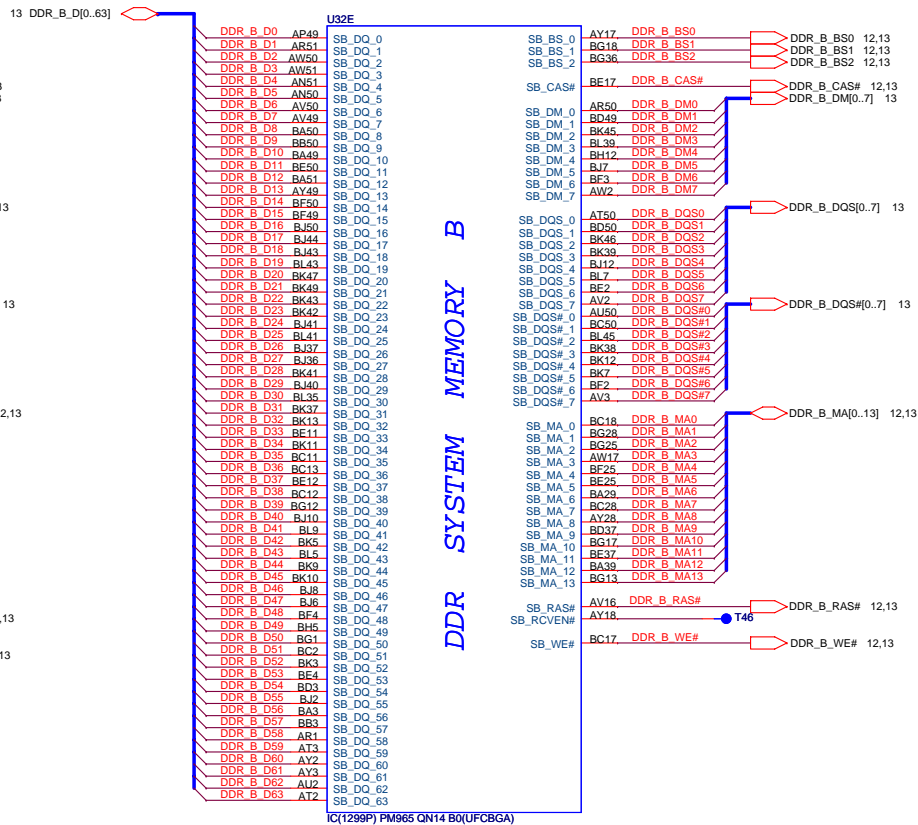 13 DDR_B_D[0..63]
U32E
DDR_B_D0 AP49 SB_DQ_0
DDR_B_D1 AR51 SB_DQ_1
DDR_B_D2 AW50 SB_DQ_2
DDR_B_D3 AW51 SB_DQ_3
DDR_B_D4 AN51 SB_DQ_4
DDR_B_D5 AN50 SB_DQ_5
DDR_B_D6 AV50 SB_DQ_6
DDR_B_D7 AV49 SB_DQ_7
DDR_B_D8 BA50 SB_DQ_8
DDR_B_D9 BB50 SB_DQ_9
DDR_B_D10 BA49 SB_DQ_10
DDR_B_D11 BE50 SB_DQ_11
DDR_B_D12 BA51 SB_DQ_12
DDR_B_D13 AY49 SB_DQ_13
DDR_B_D14 BF50 SB_DQ_14
DDR_B_D15 BF49 SB_DQ_15
DDR_B_D16 BJ50 SB_DQ_16
DDR_B_D17 BJ44 SB_DQ_17
DDR_B_D18 BJ43 SB_DQ_18
DDR_B_D19 BL43 SB_DQ_19
DDR_B_D20 BK47 SB_DQ_20
DDR_B_D21 BK49 SB_DQ_21
DDR_B_D22 BK43 SB_DQ_22
DDR_B_D23 BK42 SB_DQ_23
DDR_B_D24 BJ41 SB_DQ_24
DDR_B_D25 BL41 SB_DQ_25
DDR_B_D26 BJ37 SB_DQ_26
DDR_B_D27 BJ36 SB_DQ_27
DDR_B_D28 BK41 SB_DQ_28
DDR_B_D29 BJ40 SB_DQ_29
DDR_B_D30 BL35 SB_DQ_30
DDR_B_D31 BK37 SB_DQ_31
DDR_B_D32 BK13 SB_DQ_32
DDR_B_D33 BE11 SB_DQ_33
DDR_B_D34 BK11 SB_DQ_34
DDR_B_D35 BC11 SB_DQ_35
DDR_B_D36 BC13 SB_DQ_36
DDR_B_D37 BE12 SB_DQ_37
DDR_B_D38 BC12 SB_DQ_38
DDR_B_D39 BG12 SB_DQ_39
DDR_B_D40 BJ10 SB_DQ_40
DDR_B_D41 BL9 SB_DQ_41
DDR_B_D42 BK5 SB_DQ_42
DDR_B_D43 BL5 SB_DQ_43
DDR_B_D44 BK9 SB_DQ_44
DDR_B_D45 BK10 SB_DQ_45
DDR_B_D46 BJ8 SB_DQ_46
DDR_B_D47 BJ6 SB_DQ_47
DDR_B_D48 BF4 SB_DQ_48
DDR_B_D49 BH5 SB_DQ_49
DDR_B_D50 BG1 SB_DQ_50
DDR_B_D51 BC2 SB_DQ_51
DDR_B_D52 BK3 SB_DQ_52
DDR_B_D53 BE4 SB_DQ_53
DDR_B_D54 BD3 SB_DQ_54
DDR_B_D55 BJ2 SB_DQ_55
DDR_B_D56 BA3 SB_DQ_56
DDR_B_D57 BB3 SB_DQ_57
DDR_B_D58 AR1 SB_DQ_58
DDR_B_D59 AT3 SB_DQ_59
DDR_B_D60 AY2 SB_DQ_60
DDR_B_D61 AY3 SB_DQ_61
DDR_B_D62 AU2 SB_DQ_62
DDR_B_D63 AT2 SB_DQ_63
DDR SYSTEM MEMORY B
SB_BS_0 AY17 DDR_B_BS0 DDR_B_BS0 12,13
SB_BS_1 BG18 DDR_B_BS1 DDR_B_BS1 12,13
SB_BS_2 BG36 DDR_B_BS2 DDR_B_BS2 12,13
SB_CAS# BE17 DDR_B_CAS# DDR_B_CAS# 12,13
DDR_B_DM[0..7] 13
SB_DM_0 AR50 DDR_B_DM0
SB_DM_1 BD49 DDR_B_DM1
SB_DM_2 BK45 DDR_B_DM2
SB_DM_3 BL39 DDR_B_DM3
SB_DM_4 BH12 DDR_B_DM4
SB_DM_5 BJ7 DDR_B_DM5
SB_DM_6 BF3 DDR_B_DM6
SB_DM_7 AW2 DDR_B_DM7
DDR_B_DQS[0..7] 13
SB_DQS_0 AT50 DDR_B_DQS0
SB_DQS_1 BD50 DDR_B_DQS1
SB_DQS_2 BK46 DDR_B_DQS2
SB_DQS_3 BK39 DDR_B_DQS3
SB_DQS_4 BJ12 DDR_B_DQS4
SB_DQS_5 BL7 DDR_B_DQS5
SB_DQS_6 BE2 DDR_B_DQS6
SB_DQS_7 AV2 DDR_B_DQS7
DDR_B_DQS#[0..7] 13
SB_DQS#_0 AU50 DDR_B_DQS#0
SB_DQS#_1 BC50 DDR_B_DQS#1
SB_DQS#_2 BL45 DDR_B_DQS#2
SB_DQS#_3 BK38 DDR_B_DQS#3
SB_DQS#_4 BK12 DDR_B_DQS#4
SB_DQS#_5 BK7 DDR_B_DQS#5
SB_DQS#_6 BF2 DDR_B_DQS#6
SB_DQS#_7 AV3 DDR_B_DQS#7
DDR_B_MA[0..13] 12,13
SB_MA_0 BC18 DDR_B_MA0
SB_MA_1 BG28 DDR_B_MA1
SB_MA_2 BG25 DDR_B_MA2
SB_MA_3 AW17 DDR_B_MA3
SB_MA_4 BF25 DDR_B_MA4
SB_MA_5 BE25 DDR_B_MA5
SB_MA_6 BA29 DDR_B_MA6
SB_MA_7 BC28 DDR_B_MA7
SB_MA_8 AY28 DDR_B_MA8
SB_MA_9 BD37 DDR_B_MA9
SB_MA_10 BG17 DDR_B_MA10
SB_MA_11 BE37 DDR_B_MA11
SB_MA_12 BA39 DDR_B_MA12
SB_MA_13 BG13 DDR_B_MA13
SB_RAS# AV16 DDR_B_RAS# DDR_B_RAS# 12,13
SB_RCVEN# AY18 T46
SB_WE# BC17 DDR_B_WE# DDR_B_WE# 12,13
IC(1299P) PM965 QN14 B0(UFCBGA)
13
13
2,13
,13
13